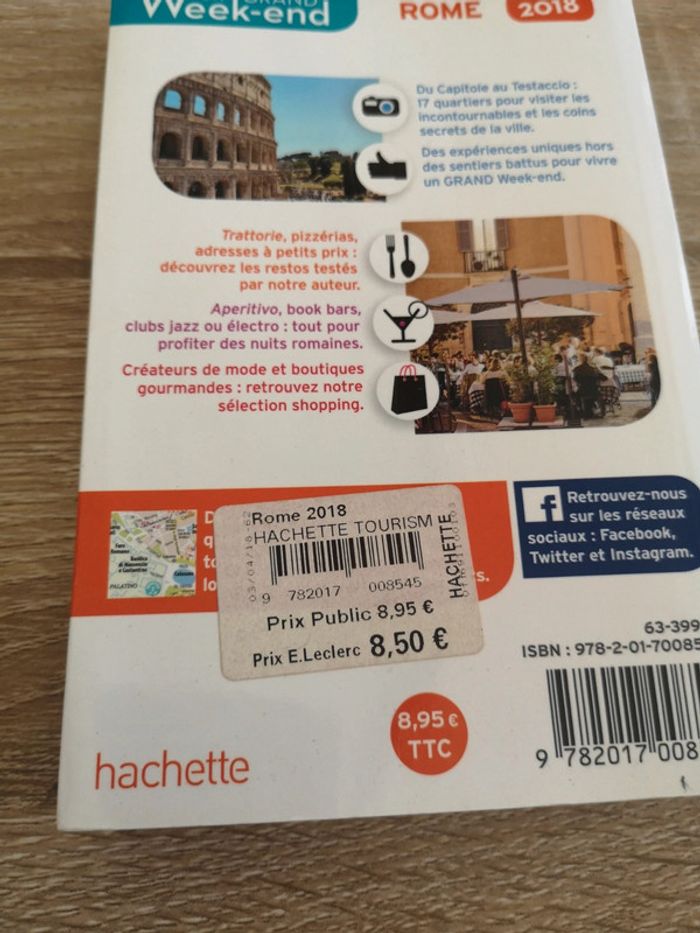 GRAND
Week-end
ROME
2018
Du Capitole au Testaccio :
17 quartiers pour visiter les
incontournables et les coins
secrets de la ville.
Des expériences uniques hors
des sentiers battus pour vivre
un GRAND Week-end.
Trattorie, pizzérias,
adresses à petits prix :
découvrez les restos testés
par notre auteur.
Aperitivo, book bars,
clubs jazz ou électro : tout pour
profiter des nuits romaines.
Créateurs de mode et boutiques
gourmandes : retrouvez notre
sélection shopping.
Rome 2018
HACHETTE TOURISM
03/04/18-62
HACHETTE
9 782017 008545
Prix Public 8,95 €
Prix E.Leclerc 8,50 €
f
Retrouvez-nous
sur les réseaux
sociaux : Facebook,
Twitter et Instagram.
63-399
ISBN : 978-2-01-70085
9 782017 008
8,95 €
TTC
hachette